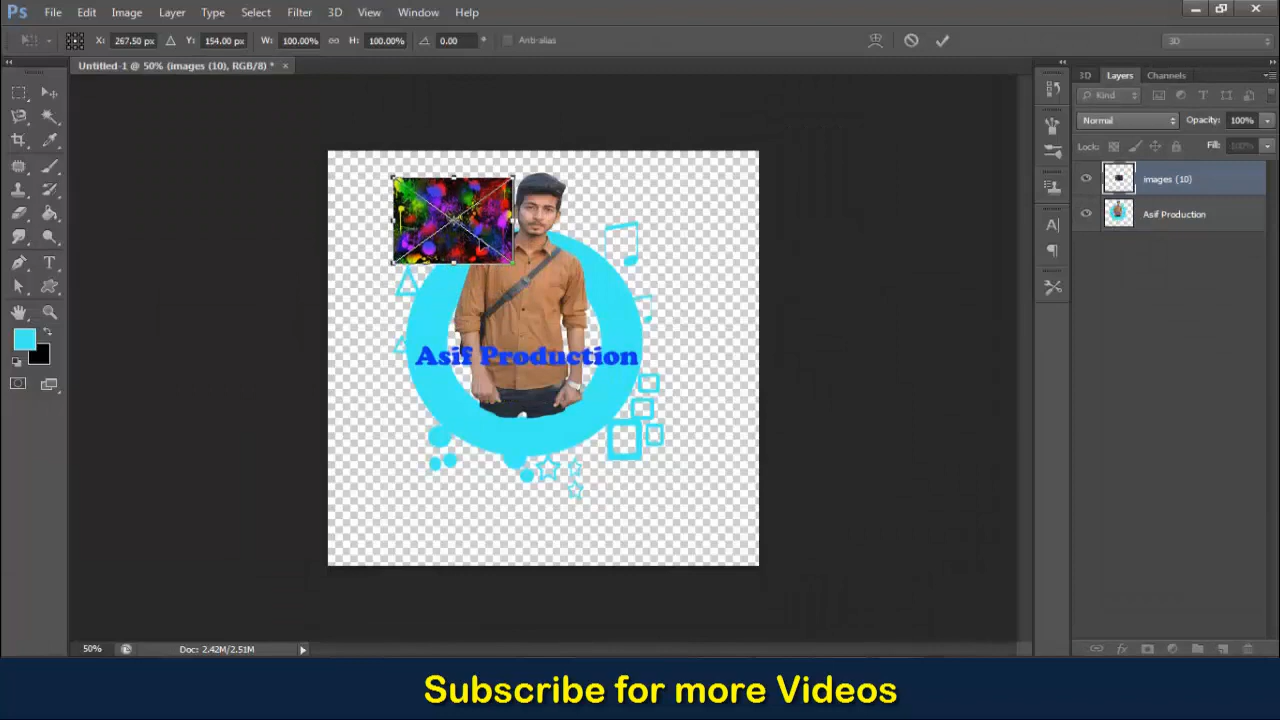 Ps File Edit Image Layer Type Select Filter 3D View Window Help
X: 267.50 px Y: 154.00 px W: 100.00% H: 100.00% 0.00 ° Anti-alias 3D
Untitled-1 @ 50% (images (10), RGB/8) * ×
3D Layers Channels
Kind
Normal Opacity: 100%
Lock: Fill: 100%
images (10)
Asif Production
Asif Production
50% Doc: 2.42M/2.51M
Subscribe for more Videos